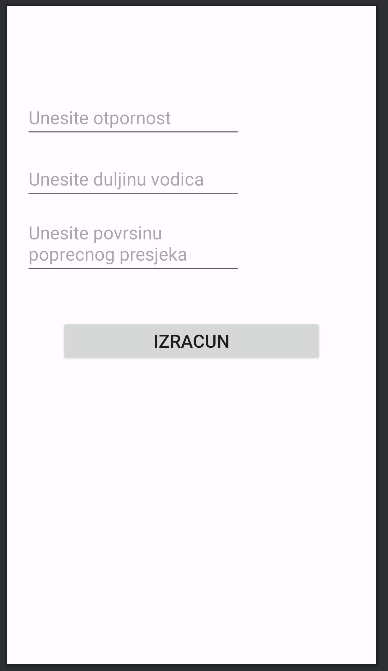 Unesite otpornost
Unesite duljinu vodica
Unesite povrsinu
poprecnog presjeka
IZRACUN